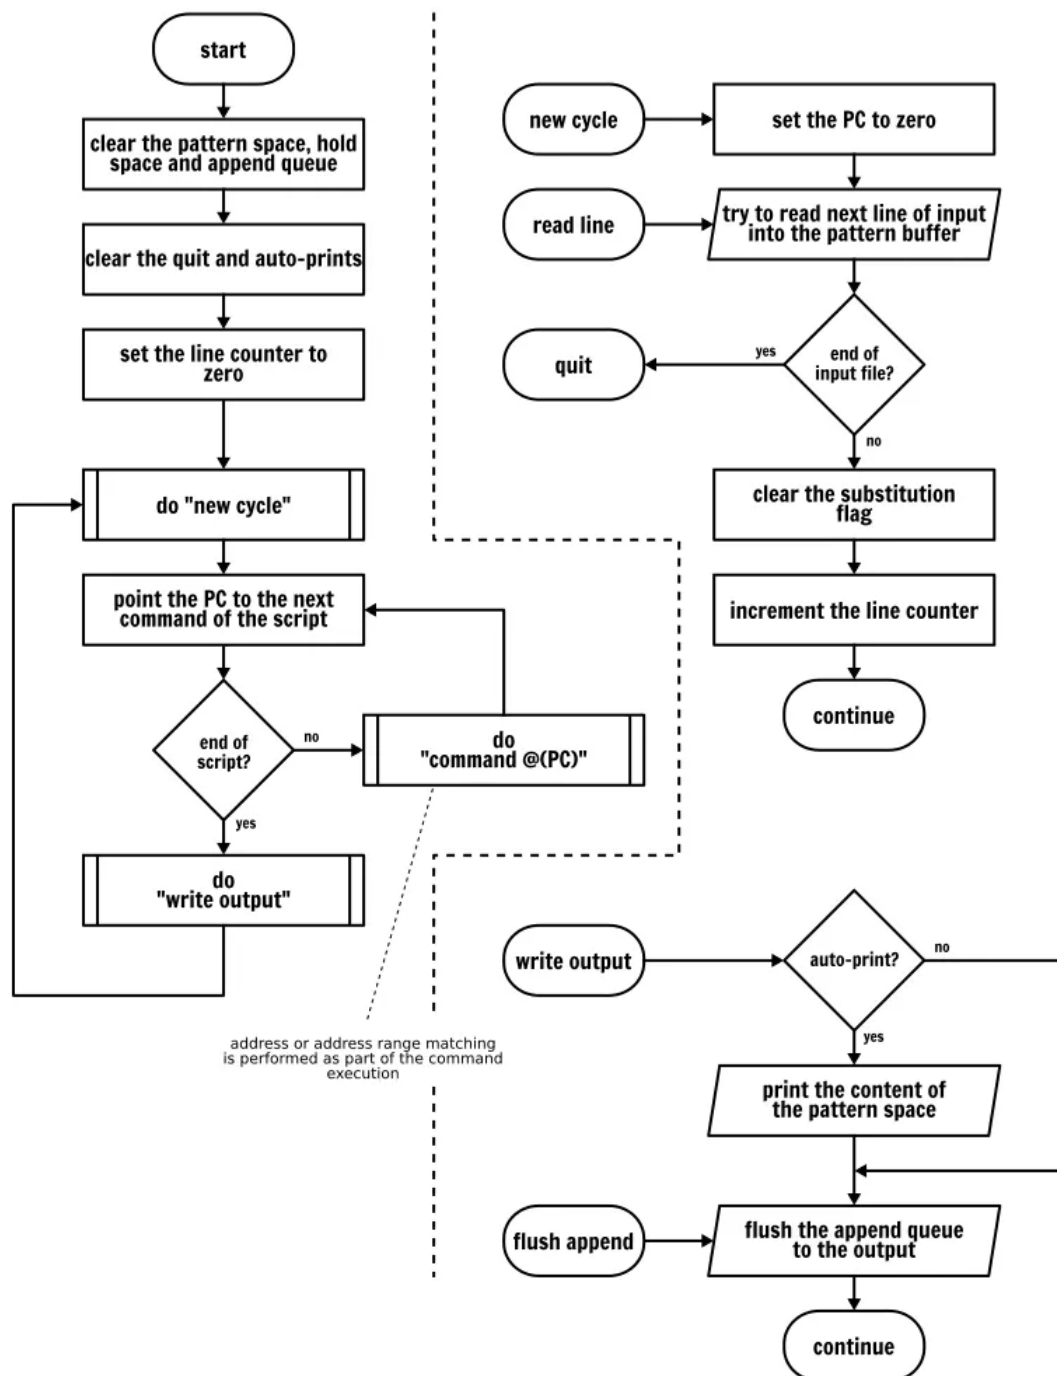 start
clear the pattern space, hold
space and append queue
clear the quit and auto-prints
set the line counter to
zero
do "new cycle"
point the PC to the next
command of the script
end of
script?
no
do
"command @(PC)"
yes
do
"write output"
address or address range matching
is performed as part of the command
execution
new cycle
set the PC to zero
read line
try to read next line of input
into the pattern buffer
end of
input file?
yes
quit
no
clear the substitution
flag
increment the line counter
continue
write output
auto-print?
no
yes
print the content of
the pattern space
flush append
flush the append queue
to the output
continue